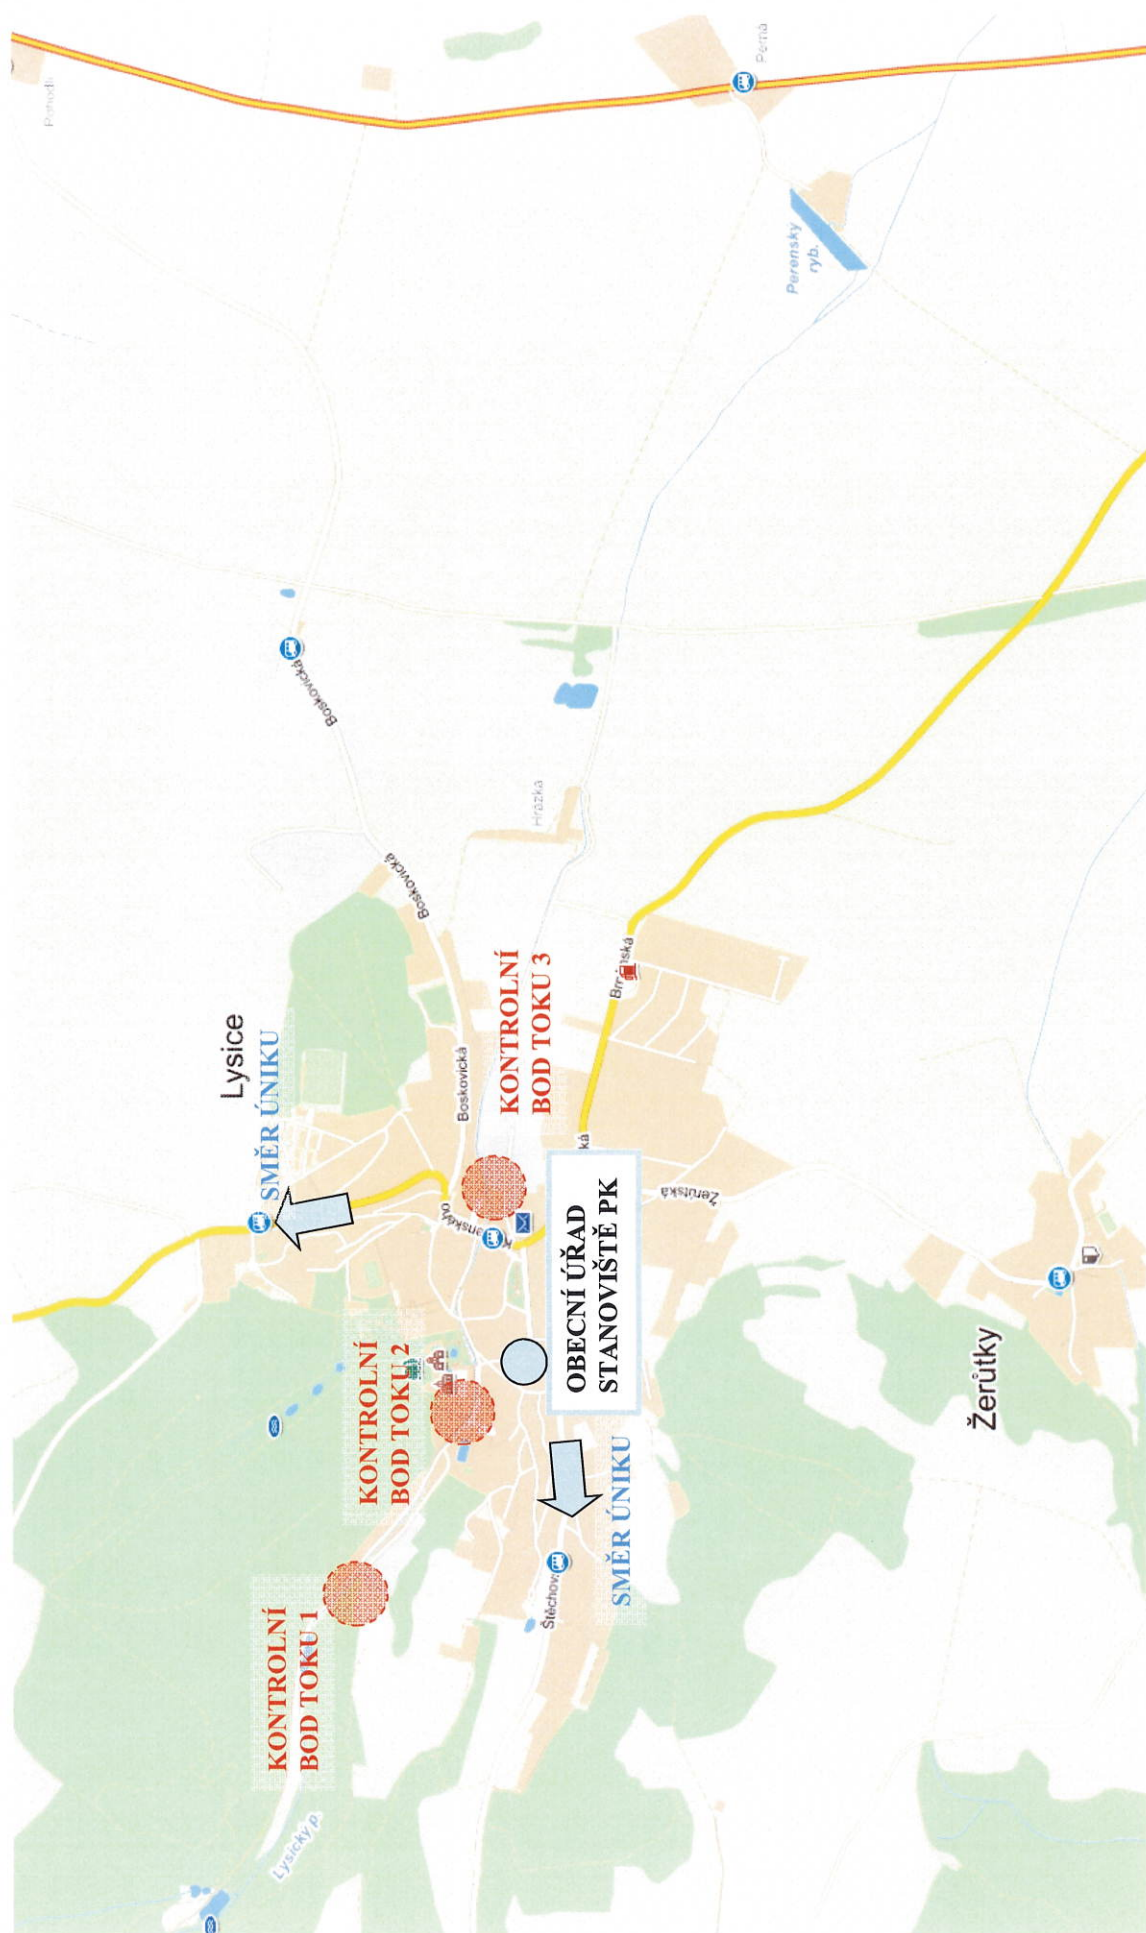 Lysice
SMĚR ÚNIKU
KONTROLNÍ
BOD TOKU 1
KONTROLNÍ
BOD TOKU 2
KONTROLNÍ
BOD TOKU 3
OBECNÍ ÚŘAD
STANOVIŠTĚ PK
SMĚR ÚNIKU
Lysický p.
Štěchov
Boskovická
Boskovická
Boskovická
Žerůtská
Hrázka
Perenský
ryb.
Perná
Žerůtky